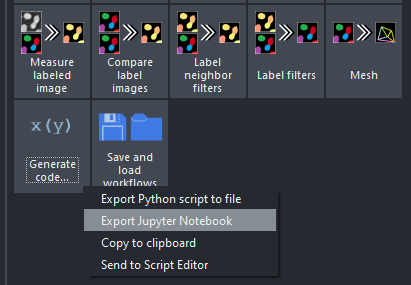 Measure
labeled
image
Compare
label
images
Label
neighbor
filters
Label filters
Mesh
x(y)
Generate
code...
Save and
load
workflows
Export Python script to file
Export Jupyter Notebook
Copy to clipboard
Send to Script Editor